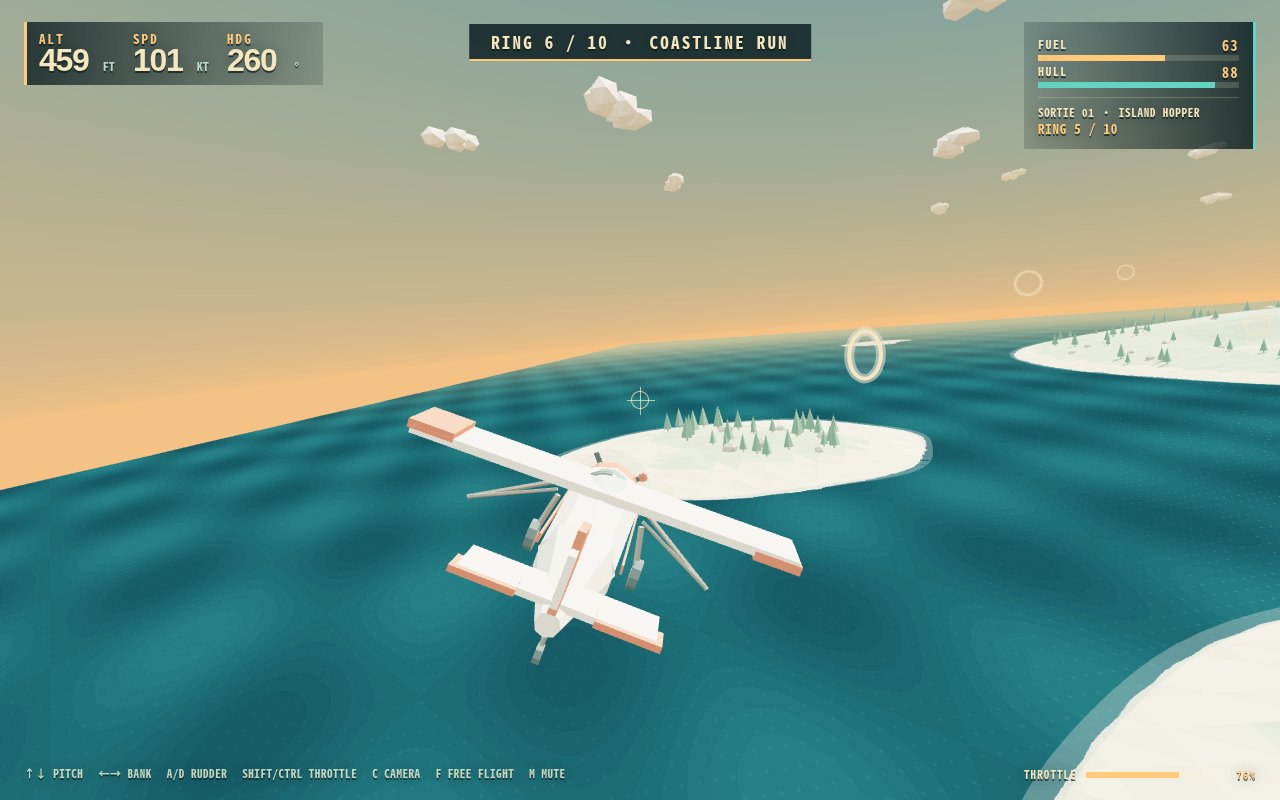 ALT SPD HDG
459 FT 101 KT 260 °
RING 6 / 10 • COASTLINE RUN
FUEL 63
HULL 88
SORTIE 01 · ISLAND HOPPER
RING 5 / 10
↑↓ PITCH ←→ BANK A/D RUDDER SHIFT/CTRL THROTTLE C CAMERA F FREE FLIGHT M MUTE
THROTTLE 76%